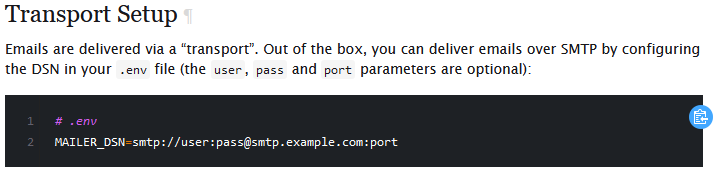 Transport Setup ¶
Emails are delivered via a “transport”. Out of the box, you can deliver emails over SMTP by configuring
the DSN in your .env file (the user, pass and port parameters are optional):
1 # .env
2 MAILER_DSN=smtp://user:pass@smtp.example.com:port